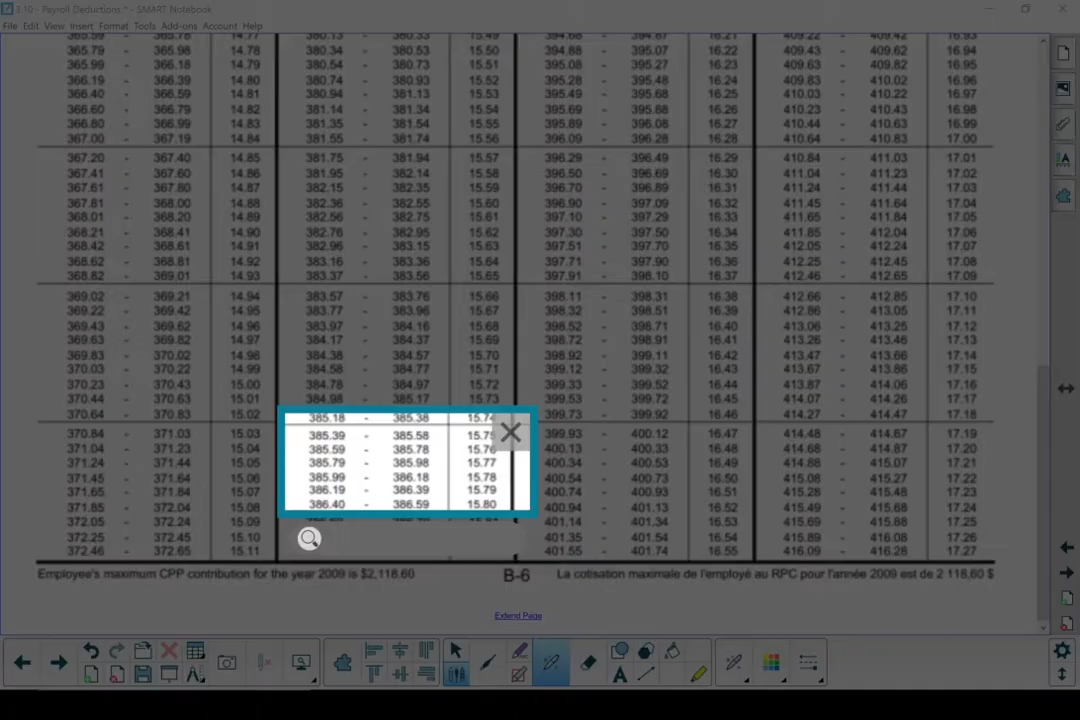 3.10 - Payroll Deductions * - SMART Notebook
File Edit View Insert Format Tools Add-ons Account Help
365.79 - 365.98 14.78 380.34 - 380.53 15.50 394.88 - 395.07 16.22 409.43 - 409.62 16.94
365.99 - 366.18 14.79 380.54 - 380.73 15.51 395.08 - 395.27 16.23 409.63 - 409.82 16.95
366.19 - 366.39 14.80 380.74 - 380.93 15.52 395.28 - 395.48 16.24 409.83 - 410.02 16.96
366.40 - 366.59 14.81 380.94 - 381.13 15.53 395.49 - 395.68 16.25 410.03 - 410.22 16.97
366.60 - 366.79 14.82 381.14 - 381.34 15.54 395.69 - 395.88 16.26 410.23 - 410.43 16.98
366.80 - 366.99 14.83 381.35 - 381.54 15.55 395.89 - 396.08 16.27 410.44 - 410.63 16.99
367.00 - 367.19 14.84 381.55 - 381.74 15.56 396.09 - 396.28 16.28 410.64 - 410.83 17.00
367.20 - 367.40 14.85 381.75 - 381.94 15.57 396.29 - 396.49 16.29 410.84 - 411.03 17.01
367.41 - 367.60 14.86 381.95 - 382.14 15.58 396.50 - 396.69 16.30 411.04 - 411.23 17.02
367.61 - 367.80 14.87 382.15 - 382.35 15.59 396.70 - 396.89 16.31 411.24 - 411.44 17.03
367.81 - 368.00 14.88 382.36 - 382.55 15.60 396.90 - 397.09 16.32 411.45 - 411.64 17.04
368.01 - 368.20 14.89 382.56 - 382.75 15.61 397.10 - 397.29 16.33 411.65 - 411.84 17.05
368.21 - 368.41 14.90 382.76 - 382.95 15.62 397.30 - 397.50 16.34 411.85 - 412.04 17.06
368.42 - 368.61 14.91 382.96 - 383.15 15.63 397.51 - 397.70 16.35 412.05 - 412.24 17.07
368.62 - 368.81 14.92 383.16 - 383.36 15.64 397.71 - 397.90 16.36 412.25 - 412.45 17.08
368.82 - 369.01 14.93 383.37 - 383.56 15.65 397.91 - 398.10 16.37 412.46 - 412.65 17.09
369.02 - 369.21 14.94 383.57 - 383.76 15.66 398.11 - 398.31 16.38 412.66 - 412.85 17.10
369.22 - 369.42 14.95 383.77 - 383.96 15.67 398.32 - 398.51 16.39 412.86 - 413.05 17.11
369.43 - 369.62 14.96 383.97 - 384.16 15.68 398.52 - 398.71 16.40 413.06 - 413.25 17.12
369.63 - 369.82 14.97 384.17 - 384.37 15.69 398.72 - 398.91 16.41 413.26 - 413.46 17.13
369.83 - 370.02 14.98 384.38 - 384.57 15.70 398.92 - 399.11 16.42 413.47 - 413.66 17.14
370.03 - 370.22 14.99 384.58 - 384.77 15.71 399.12 - 399.32 16.43 413.67 - 413.86 17.15
370.23 - 370.43 15.00 384.78 - 384.97 15.72 399.33 - 399.52 16.44 413.87 - 414.06 17.16
370.44 - 370.63 15.01 384.98 - 385.17 15.73 399.53 - 399.72 16.45 414.07 - 414.26 17.17
370.64 - 370.83 15.02 385.18 - 385.38 15.74 399.73 - 399.92 16.46 414.27 - 414.47 17.18
370.84 - 371.03 15.03 385.39 - 385.58 15.75 399.93 - 400.12 16.47 414.48 - 414.67 17.19
371.04 - 371.23 15.04 385.59 - 385.78 15.76 400.13 - 400.33 16.48 414.68 - 414.87 17.20
371.24 - 371.44 15.05 385.79 - 385.98 15.77 400.34 - 400.53 16.49 414.88 - 415.07 17.21
371.45 - 371.64 15.06 385.99 - 386.18 15.78 400.54 - 400.73 16.50 415.08 - 415.27 17.22
371.65 - 371.84 15.07 386.19 - 386.39 15.79 400.74 - 400.93 16.51 415.28 - 415.48 17.23
371.85 - 372.04 15.08 386.40 - 386.59 15.80 400.94 - 401.13 16.52 415.49 - 415.68 17.24
372.05 - 372.24 15.09 401.14 - 401.34 16.53 415.69 - 415.88 17.25
372.25 - 372.45 15.10 401.35 - 401.54 16.54 415.89 - 416.08 17.26
372.46 - 372.65 15.11 401.55 - 401.74 16.55 416.09 - 416.28 17.27
Employee's maximum CPP contribution for the year 2009 is $2,118.60 B-6 La cotisation maximale de l'employé au RPC pour l'année 2009 est de 2 118,60 $
Extend Page